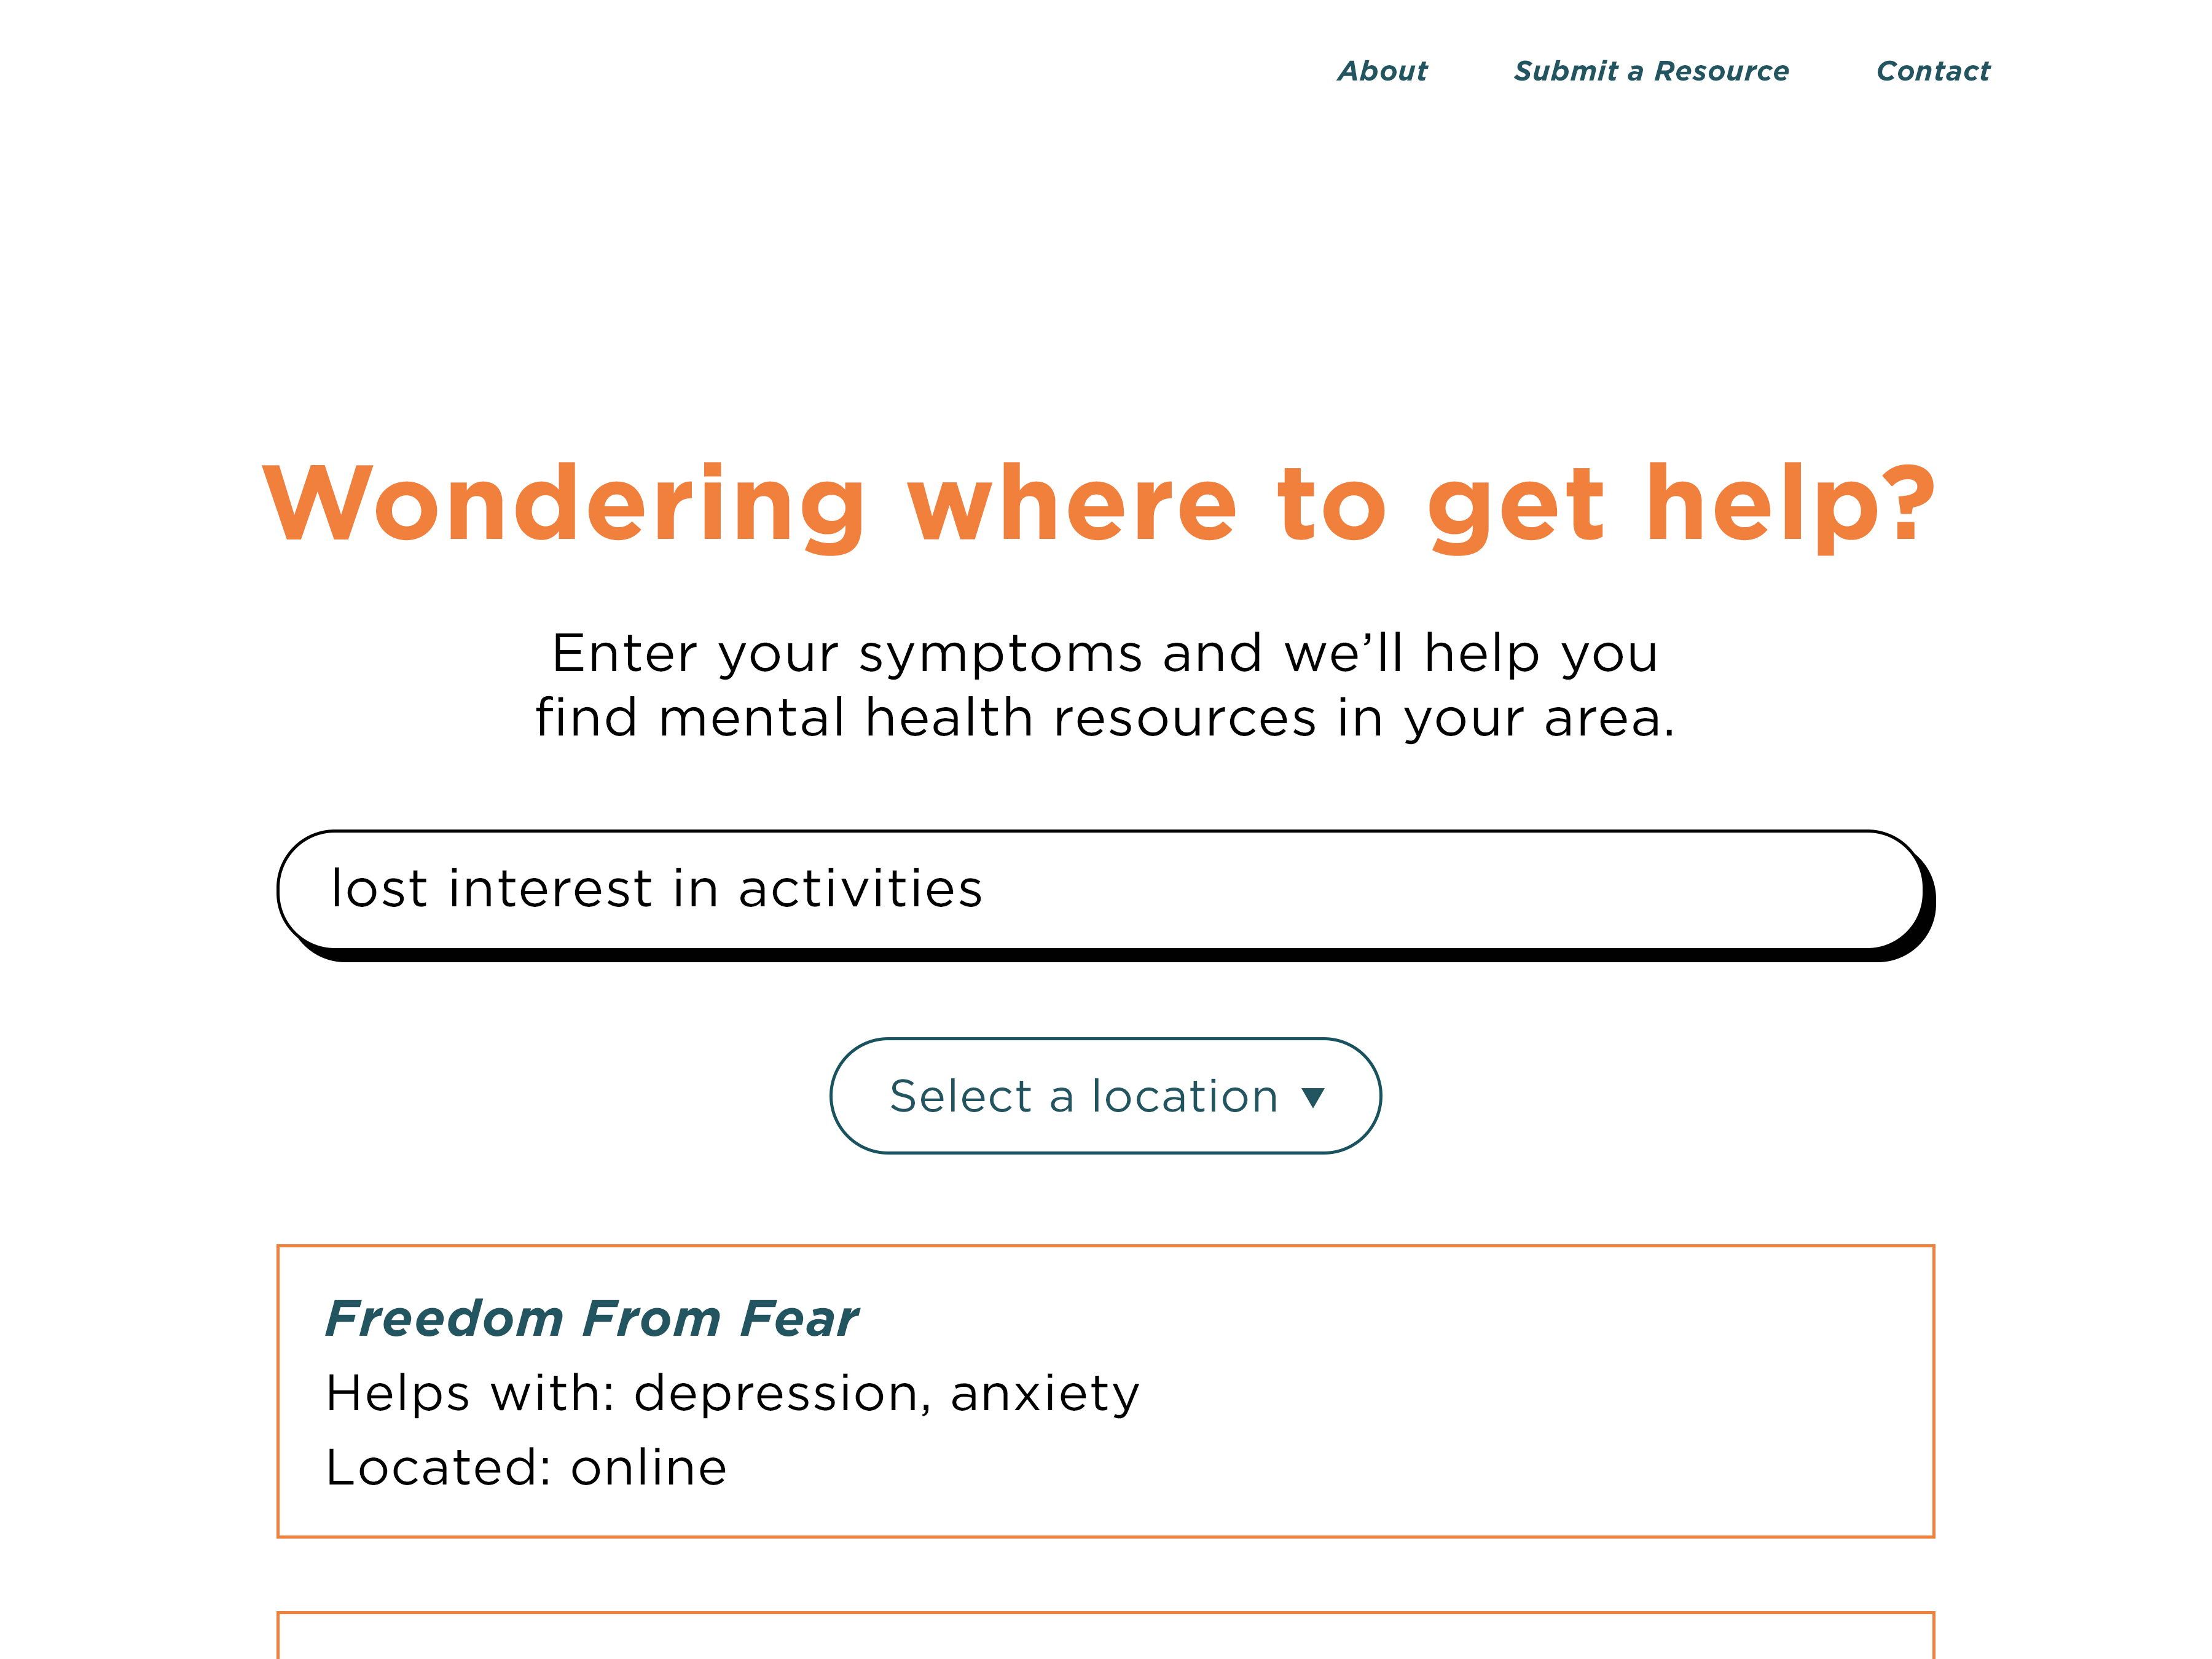 About Submit a Resource Contact
Wondering where to get help?
Enter your symptoms and we’ll help you
find mental health resources in your area.
lost interest in activities
Select a location
Freedom From Fear
Helps with: depression, anxiety
Located: online